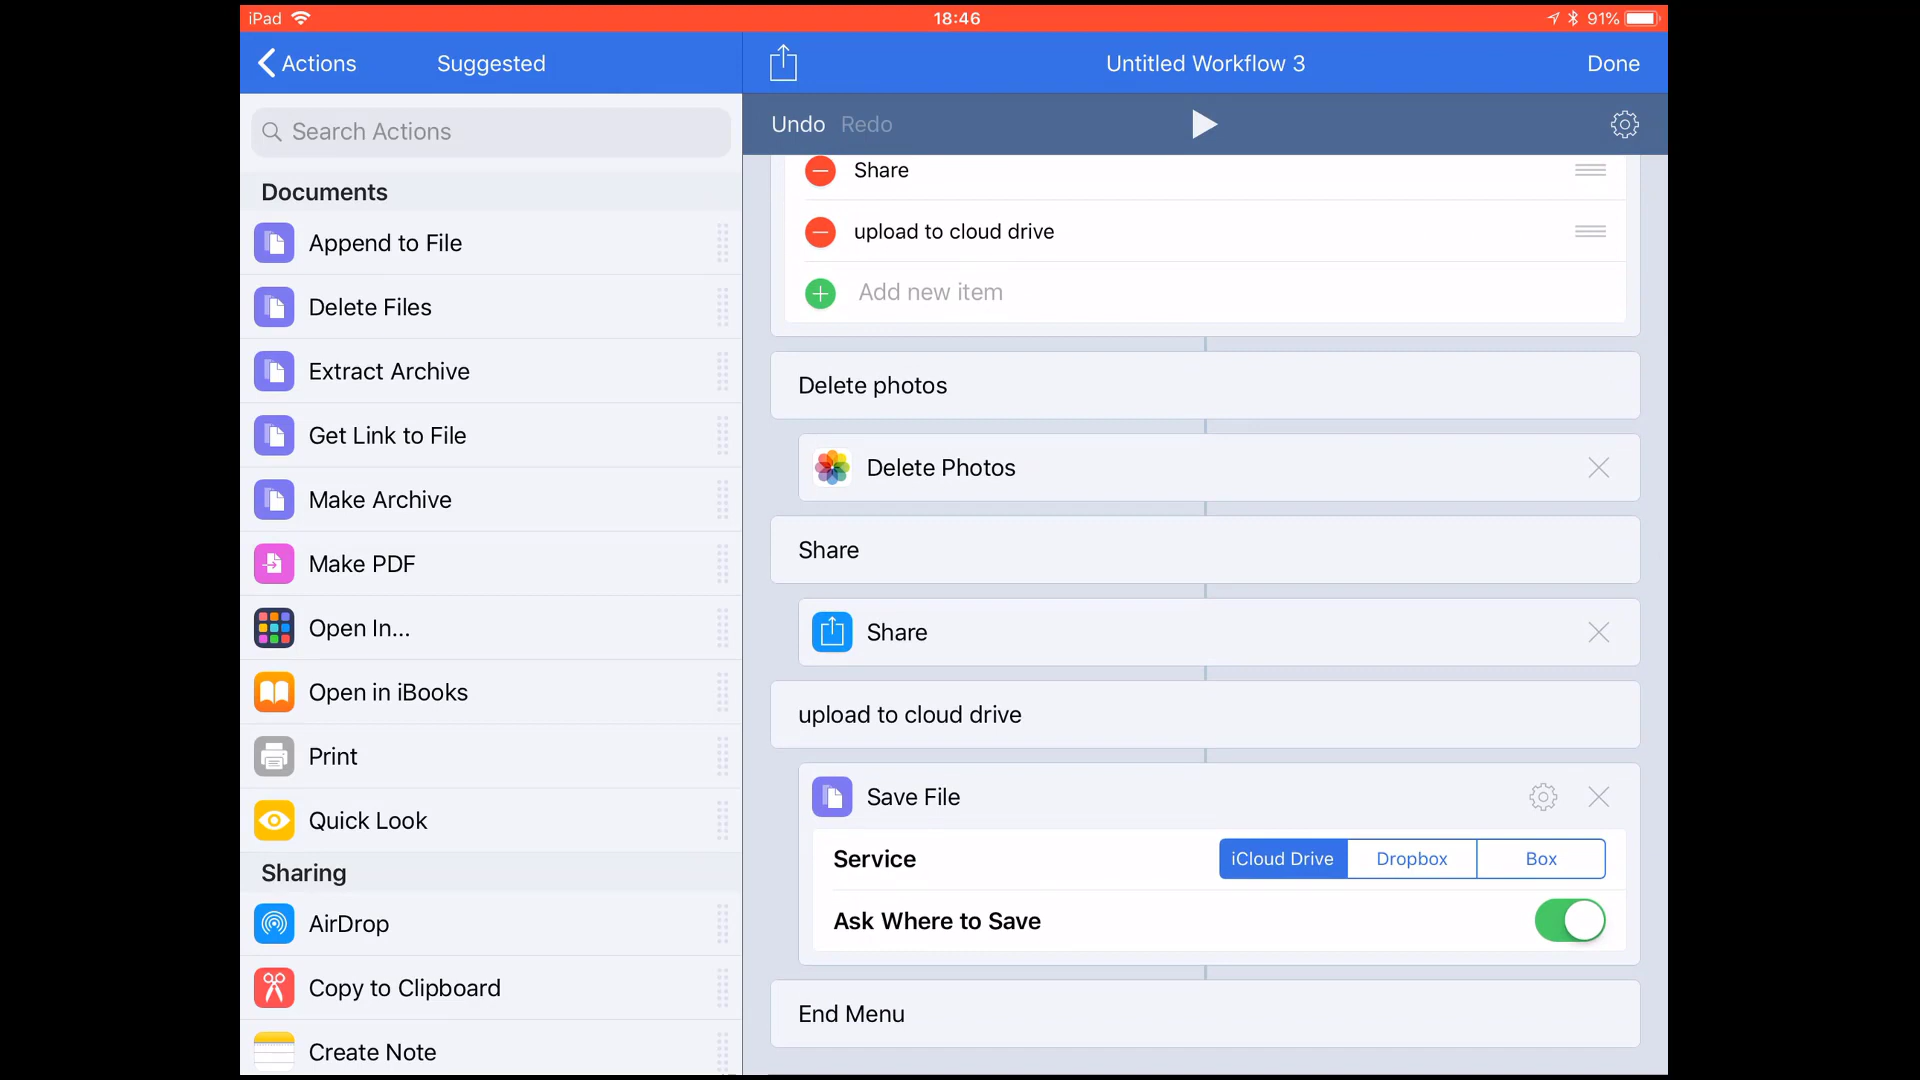 iPad 18:46 91%
Actions Suggested Untitled Workflow 3 Done
Search Actions
Undo Redo
Documents
Append to File
Delete Files
Extract Archive
Get Link to File
Make Archive
Make PDF
Open In...
Open in iBooks
Print
Quick Look
Sharing
AirDrop
Copy to Clipboard
Create Note
Share
upload to cloud drive
Add new item
Delete photos
Delete Photos
Share
Share
upload to cloud drive
Save File
Service iCloud Drive Dropbox Box
Ask Where to Save
End Menu